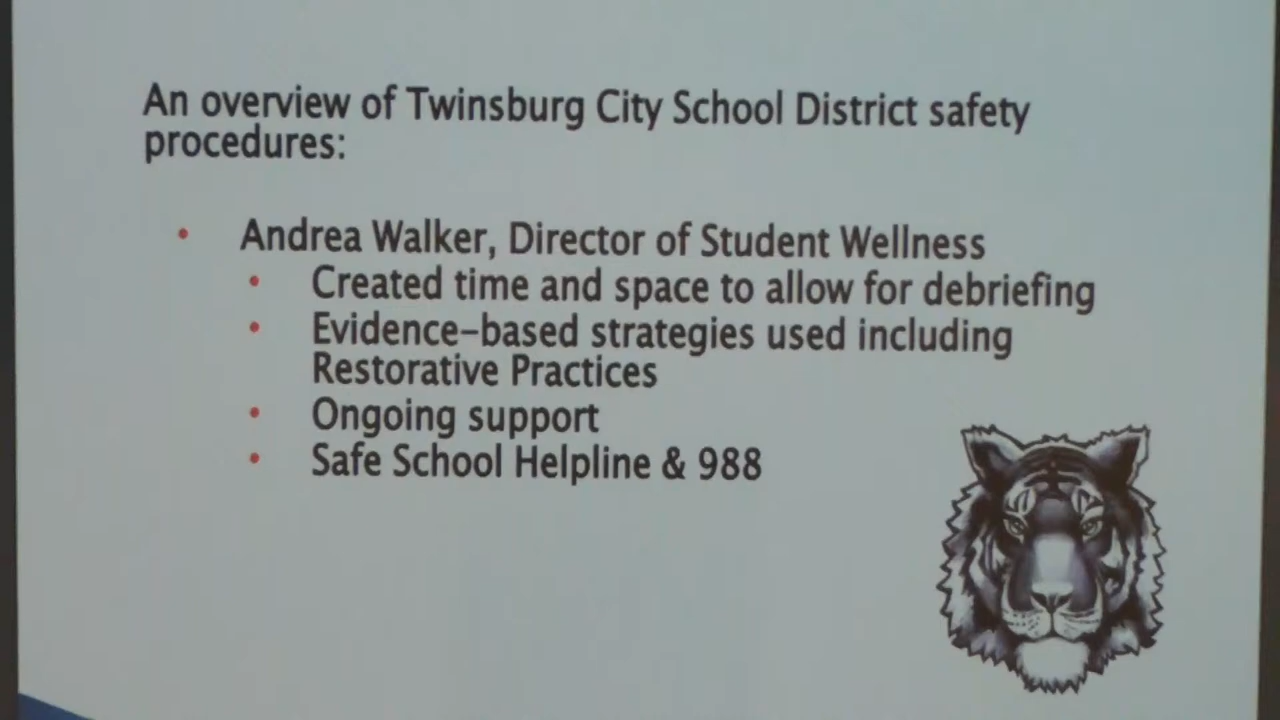 An overview of Twinsburg City School District safety
procedures:
• Andrea Walker, Director of Student Wellness
• Created time and space to allow for debriefing
• Evidence-based strategies used including
Restorative Practices
• Ongoing support
• Safe School Helpline & 988